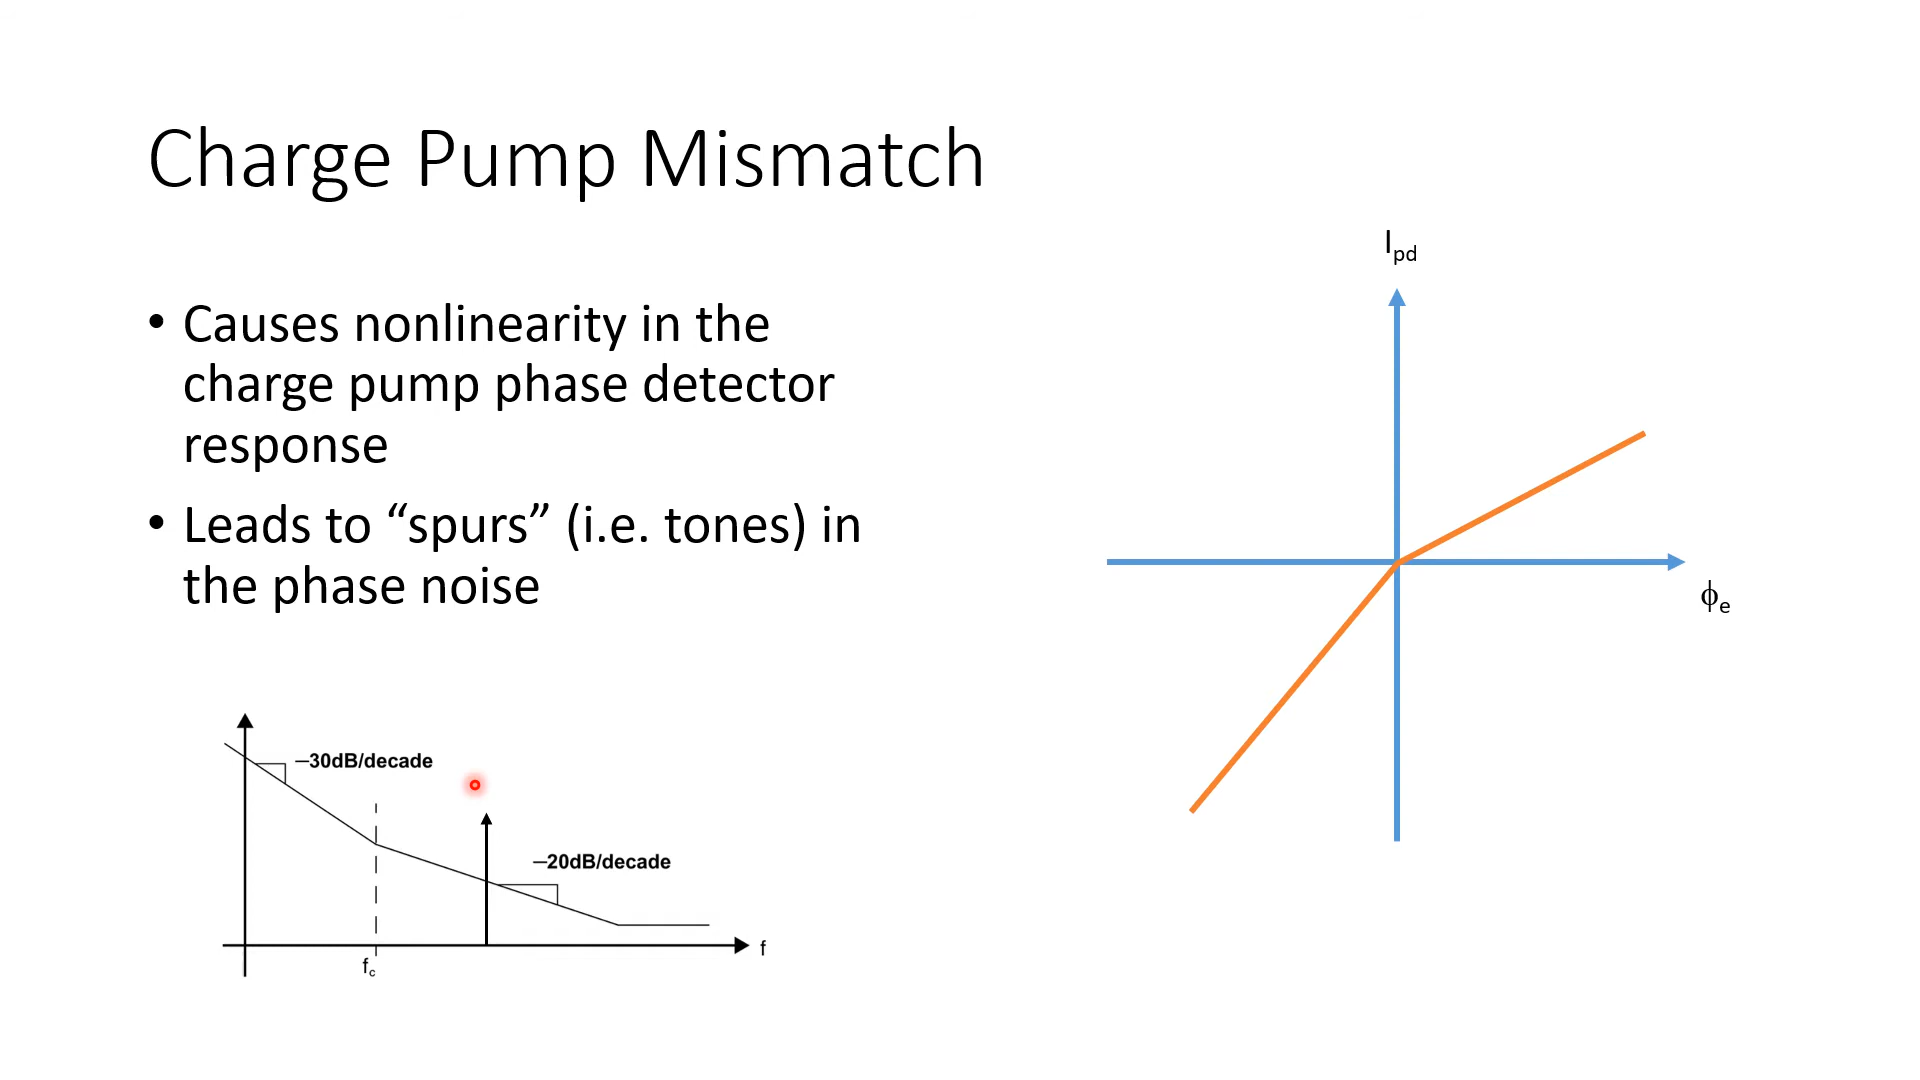 Charge Pump Mismatch
• Causes nonlinearity in the
charge pump phase detector
response
• Leads to “spurs” (i.e. tones) in
the phase noise
–30dB/decade
–20dB/decade
f
fc
Ipd
ϕe